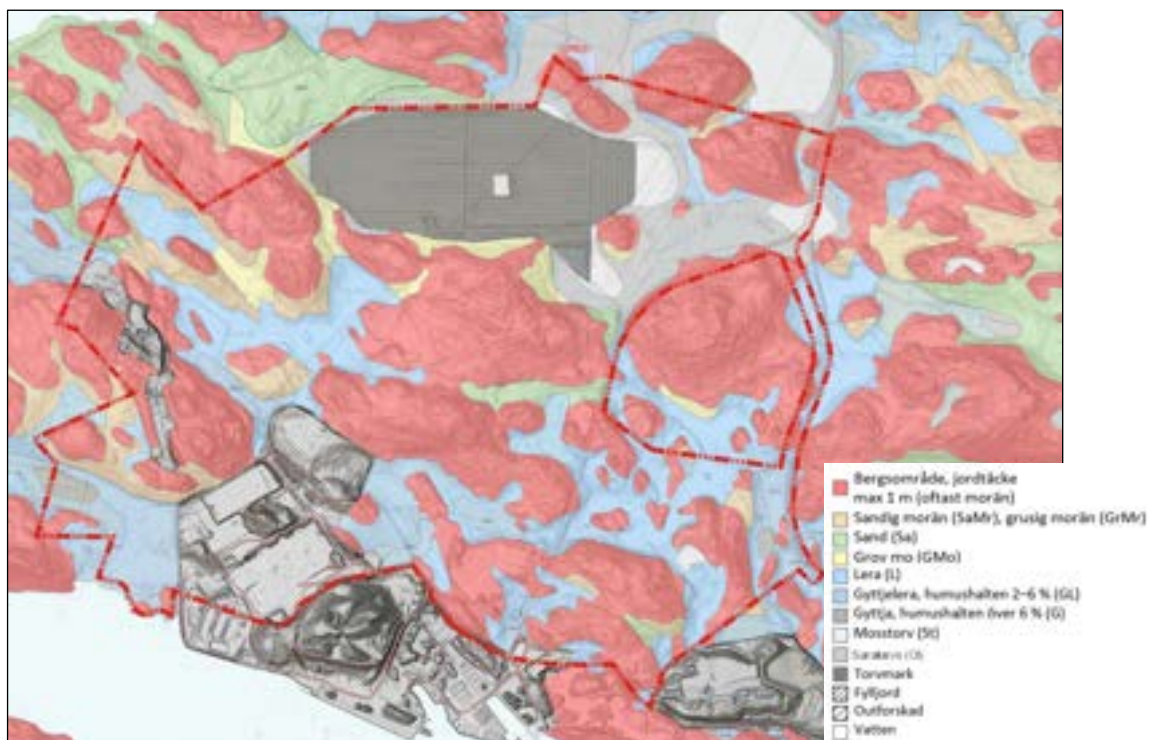 Bergsområde, jordtäcke
max 1 m (oftast morän)
Sandig morän (SaMr), grusig morän (GrMr)
Sand (Sa)
Grov mo (GMo)
Lera (L)
Gyttjelera, humushalten 2–6 % (GL)
Gyttja, humushalten över 6 % (G)
Mosstorv (St)
Torvmark
Fylljord
Outforskad
Vatten